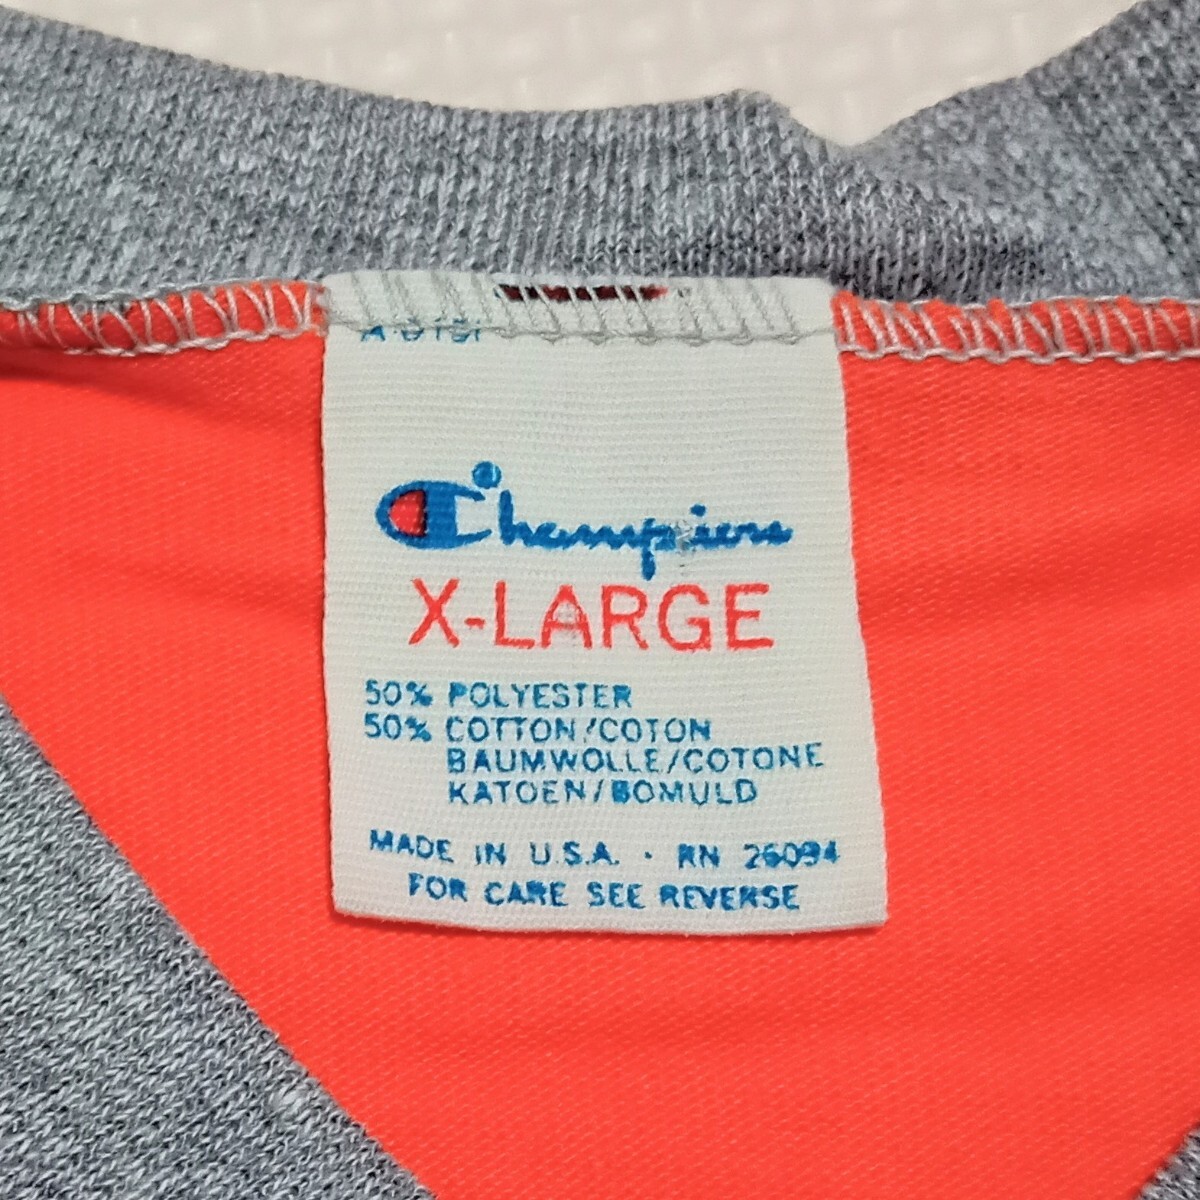 Champion
X-LARGE
50% POLYESTER
50% COTTON/COTON
BAUMWOLLE/COTONE
KATOEN/BOMULD
MADE IN U.S.A. · RN 26094
FOR CARE SEE REVERSE